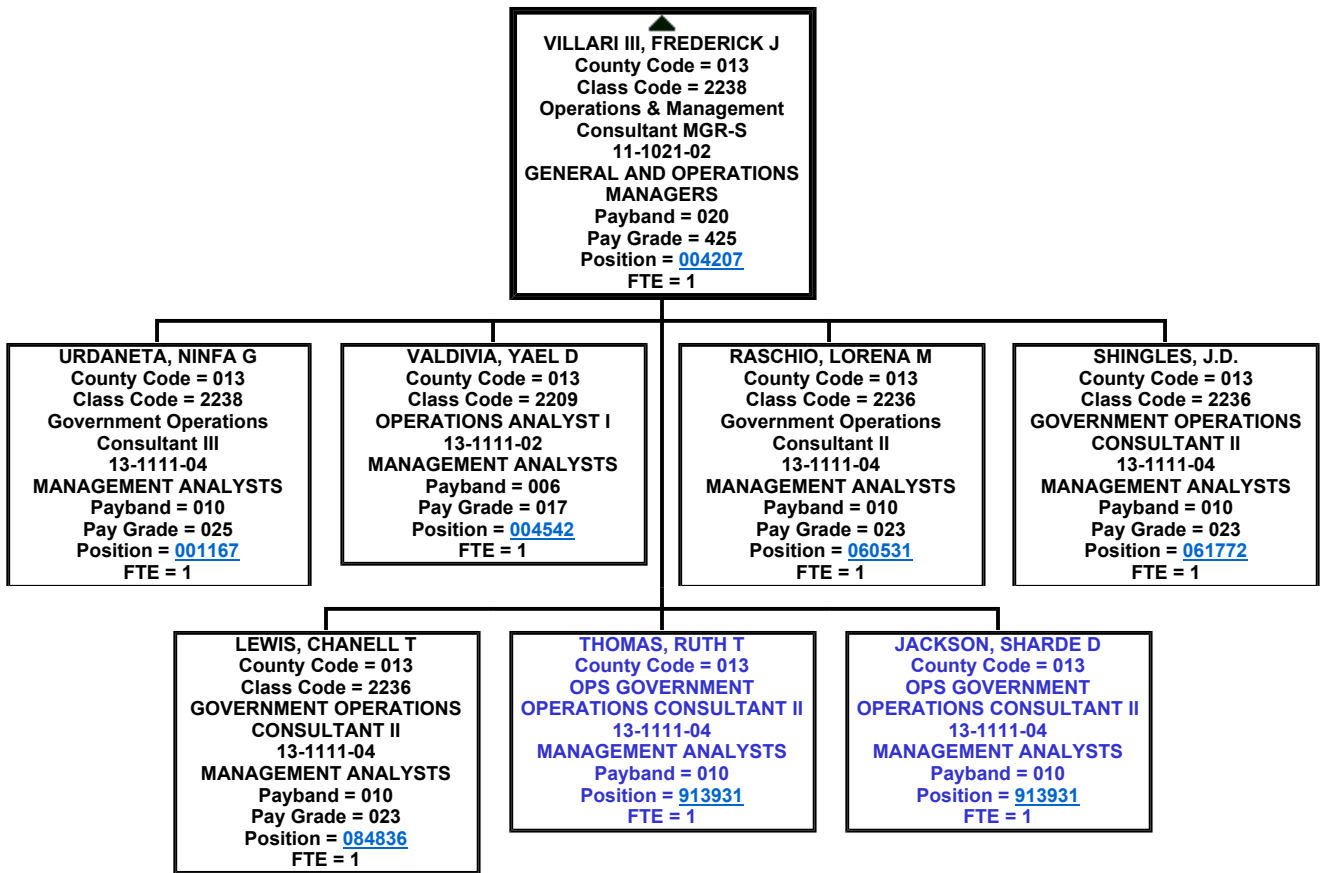 VILLARI III, FREDERICK J
County Code = 013
Class Code = 2238
Operations & Management
Consultant MGR-S
11-1021-02
GENERAL AND OPERATIONS
MANAGERS
Payband = 020
Pay Grade = 425
Position = 004207
FTE = 1
URDANETA, NINFA G
County Code = 013
Class Code = 2238
Government Operations
Consultant III
13-1111-04
MANAGEMENT ANALYSTS
Payband = 010
Pay Grade = 025
Position = 001167
FTE = 1
VALDIVIA, YAEL D
County Code = 013
Class Code = 2209
OPERATIONS ANALYST I
13-1111-02
MANAGEMENT ANALYSTS
Payband = 006
Pay Grade = 017
Position = 004542
FTE = 1
RASCHIO, LORENA M
County Code = 013
Class Code = 2236
Government Operations
Consultant II
13-1111-04
MANAGEMENT ANALYSTS
Payband = 010
Pay Grade = 023
Position = 060531
FTE = 1
SHINGLES, J.D.
County Code = 013
Class Code = 2236
GOVERNMENT OPERATIONS
CONSULTANT II
13-1111-04
MANAGEMENT ANALYSTS
Payband = 010
Pay Grade = 023
Position = 061772
FTE = 1
LEWIS, CHANELL T
County Code = 013
Class Code = 2236
GOVERNMENT OPERATIONS
CONSULTANT II
13-1111-04
MANAGEMENT ANALYSTS
Payband = 010
Pay Grade = 023
Position = 084836
FTE = 1
THOMAS, RUTH T
County Code = 013
OPS GOVERNMENT
OPERATIONS CONSULTANT II
13-1111-04
MANAGEMENT ANALYSTS
Payband = 010
Position = 913931
FTE = 1
JACKSON, SHARDE D
County Code = 013
OPS GOVERNMENT
OPERATIONS CONSULTANT II
13-1111-04
MANAGEMENT ANALYSTS
Payband = 010
Position = 913931
FTE = 1